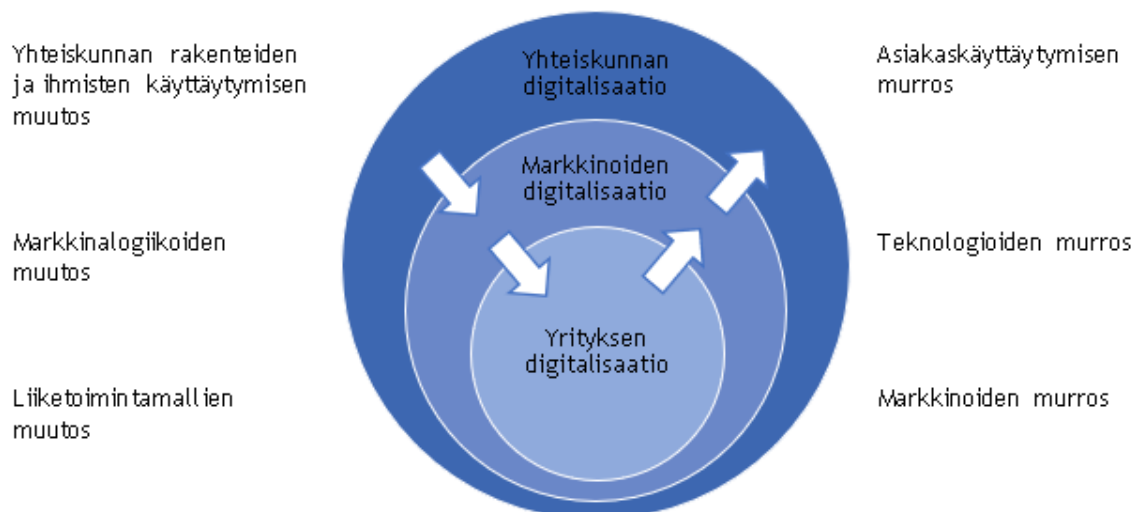 Yhteiskunnan rakenteiden
ja ihmisten käyttäytymisen
muutos
Markkinalogiikoiden
muutos
Liiketoimintamallien
muutos
Yhteiskunnan
digitalisaatio
Markkinoiden
digitalisaatio
Yrityksen
digitalisaatio
Asiakaskäyttäytymisen
murros
Teknologioiden murros
Markkinoiden murros